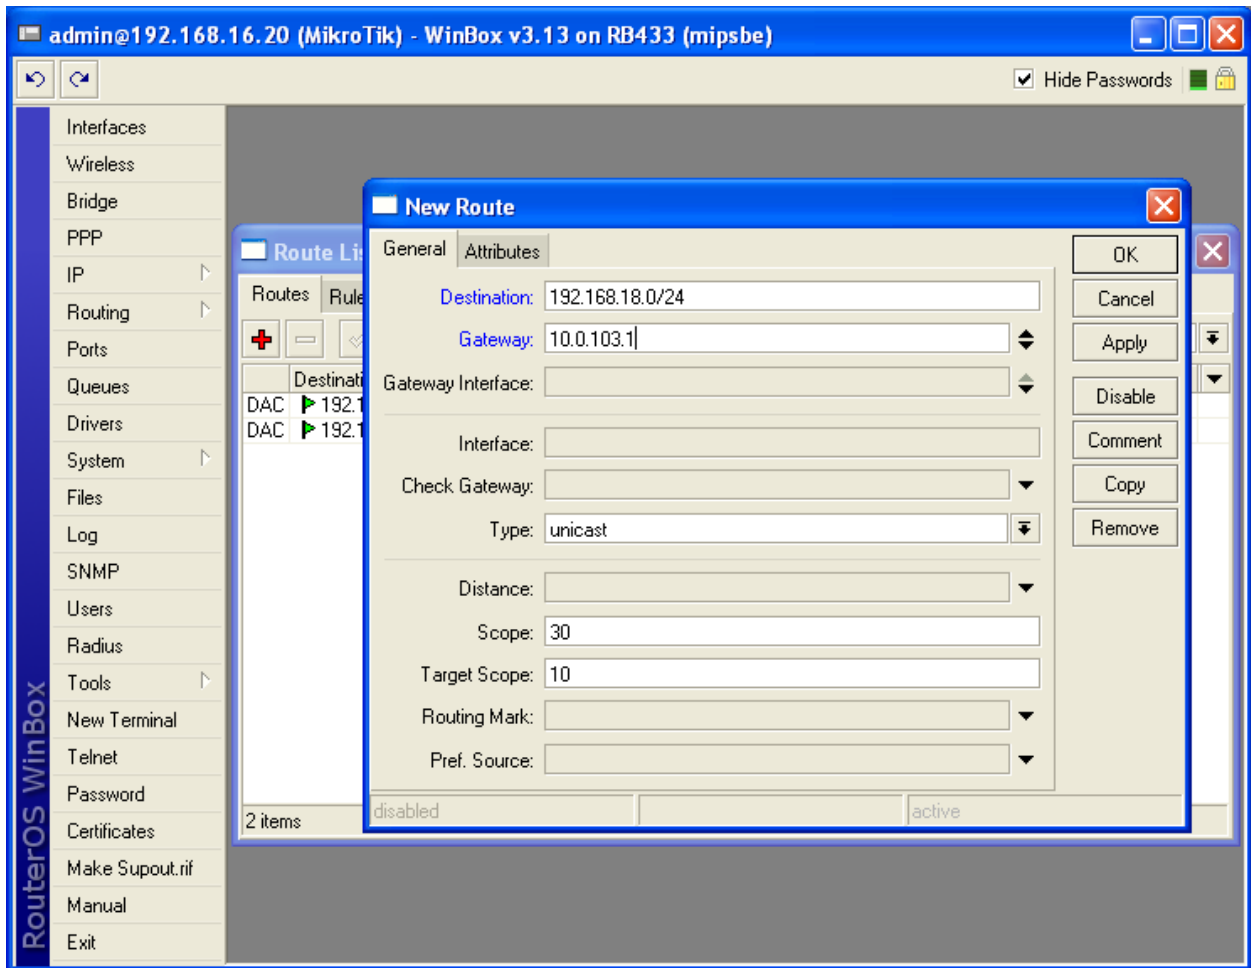 admin@192.168.16.20 (MikroTik) - WinBox v3.13 on RB433 (mipsbe)
Hide Passwords
RouterOS WinBox
Interfaces
Wireless
Bridge
PPP
IP
Routing
Ports
Queues
Drivers
System
Files
Log
SNMP
Users
Radius
Tools
New Terminal
Telnet
Password
Certificates
Make Supout.rif
Manual
Exit
Route Li
Routes Rule
Destinati
DAC 192.1
DAC 192.1
2 items
New Route
General Attributes
Destination: 192.168.18.0/24
Gateway: 10.0.103.1
Gateway Interface:
Interface:
Check Gateway:
Type: unicast
Distance:
Scope: 30
Target Scope: 10
Routing Mark:
Pref. Source:
disabled active
OK
Cancel
Apply
Disable
Comment
Copy
Remove